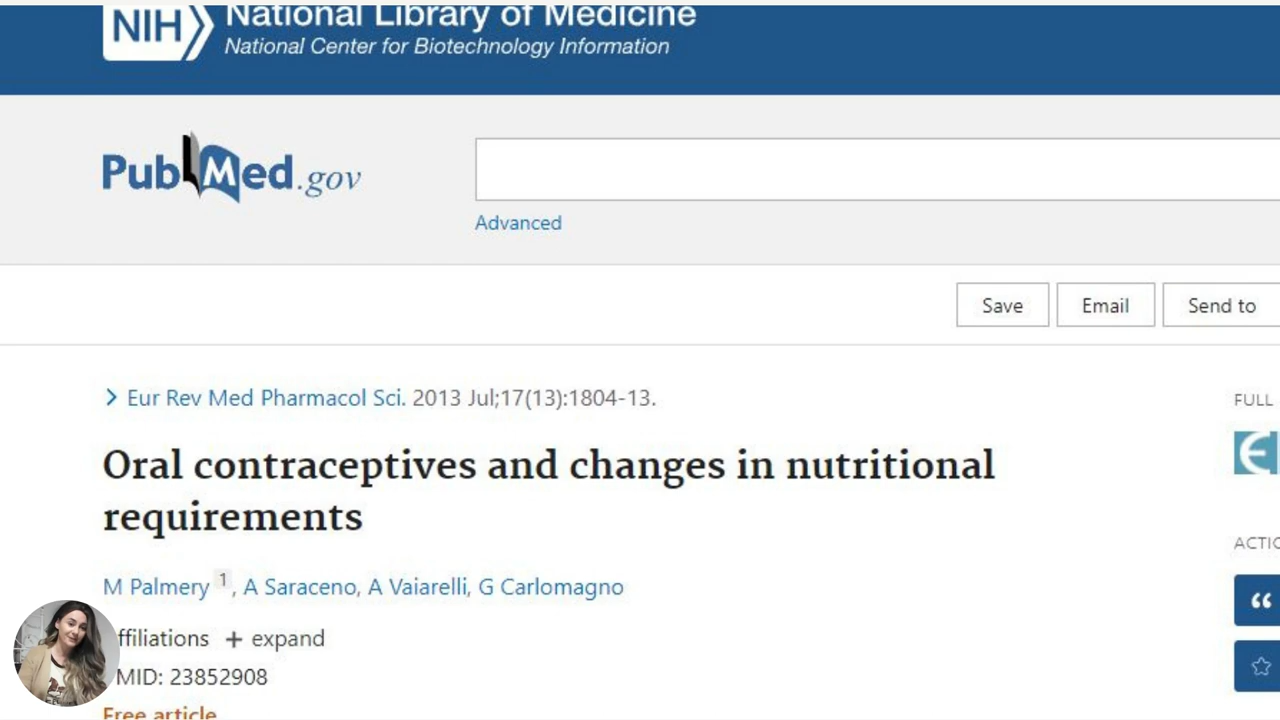 NIH National Library of Medicine
National Center for Biotechnology Information
PubMed.gov
Advanced
Save Email Send to
Eur Rev Med Pharmacol Sci. 2013 Jul;17(13):1804-13.
FULL
Oral contraceptives and changes in nutritional
requirements
ACTIO
M Palmery 1, A Saraceno, A Vaiarelli, G Carlomagno
ffiliations + expand
MID: 23852908
Free article